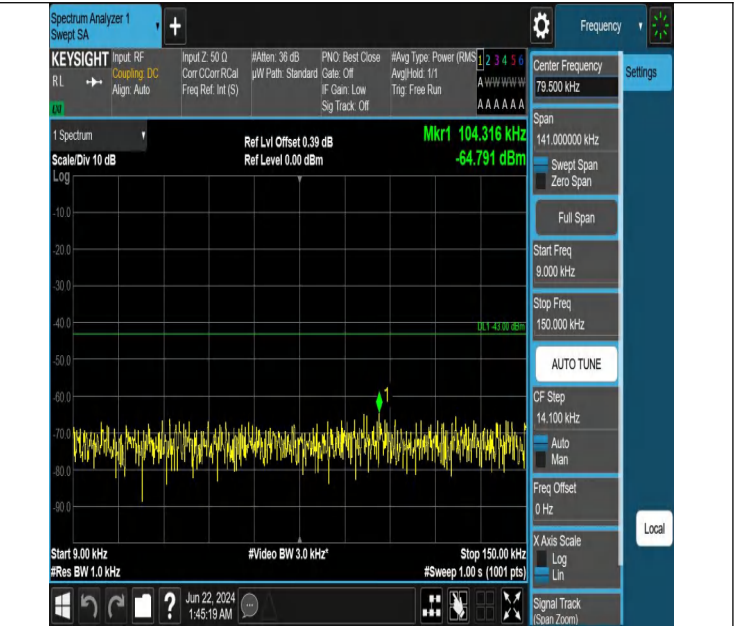 Spectrum Analyzer 1
Swept SA
+
Frequency
KEYSIGHT
RL
Input: RF
Coupling: DC
Align: Auto
Input Z: 50 Ω
Corr CCorr RCal
Freq Ref: Int (S)
#Atten: 36 dB
µW Path: Standard
PNO: Best Close
Gate: Off
IF Gain: Low
Sig Track: Off
#Avg Type: Power (RMS
Avg|Hold: 1/1
Trig: Free Run
1 2 3 4 5 6
A W W W W W
A A A A A A
1 Spectrum
Scale/Div 10 dB
Log
Ref Lvl Offset 0.39 dB
Ref Level 0.00 dBm
Mkr1 104.316 kHz
-64.791 dBm
-10.0
-20.0
-30.0
-40.0
-50.0
-60.0
-70.0
-80.0
-90.0
DL1 -43.00 dBm
1
Start 9.00 kHz
#Res BW 1.0 kHz
#Video BW 3.0 kHz*
Stop 150.00 kHz
#Sweep 1.00 s (1001 pts)
Center Frequency
79.500 kHz
Settings
Span
141.000000 kHz
Swept Span
Zero Span
Full Span
Start Freq
9.000 kHz
Stop Freq
150.000 kHz
AUTO TUNE
CF Step
14.100 kHz
Auto
Man
Freq Offset
0 Hz
X Axis Scale
Log
Lin
Local
Signal Track
(Span Zoom)
?
Jun 22, 2024
1:45:19 AM